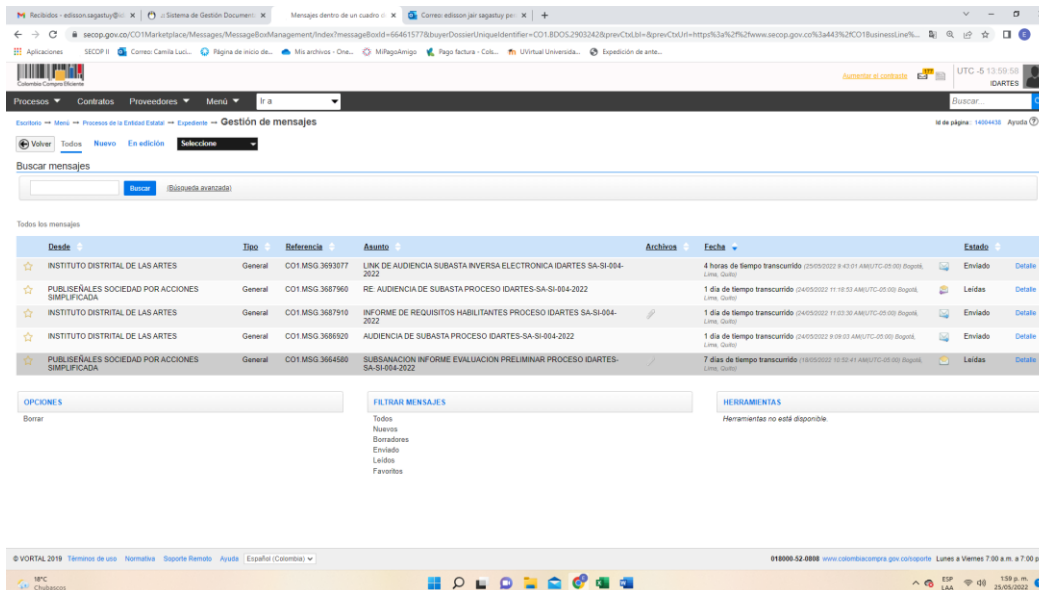 Recibidos - edisson.sagastuy@i
.:Sistema de Gestión Document
Mensajes dentro de un cuadro
Correo: edisson jair sagastuy per
secop.gov.co/CO1Marketplace/Messages/MessageBoxManagement/Index?messageBoxId=66461577&buyerDossierUniqueIdentifier=CO1.BDOS.2903242&prevCtxLbl=&prevCtxUrl=https%3a%2f%2fwww.secop.gov.co%3a443%2fCO1BusinessLine%...
Aplicaciones SECOP II Correo: Camila Luci... Página de inicio de... Mis archivos - One... MiPagoAmigo Pago factura - Cols... UVirtual Universida... Expedición de ante...
Colombia Compra Eficiente
Aumentar el contraste
UTC -5 13:59:58
IDARTES
Procesos Contratos Proveedores Menú Ir a Buscar...
Escritorio → Menú → Procesos de la Entidad Estatal → Expediente → Gestión de mensajes
Id de página:: 14004438 Ayuda ?
Volver Todos Nuevo En edición Seleccione
Buscar mensajes
Buscar (Búsqueda avanzada)
Todos los mensajes
Desde Tipo Referencia Asunto Archivos Fecha Estado
INSTITUTO DISTRITAL DE LAS ARTES General CO1.MSG.3693077 LINK DE AUDIENCIA SUBASTA INVERSA ELECTRONICA IDARTES SA-SI-004-2022 4 horas de tiempo transcurrido (25/05/2022 9:43:01 AM(UTC-05:00) Bogotá, Lima, Quito) Enviado Detalle
PUBLISEÑALES SOCIEDAD POR ACCIONES SIMPLIFICADA General CO1.MSG.3687960 RE: AUDIENCIA DE SUBASTA PROCESO IDARTES-SA-SI-004-2022 1 día de tiempo transcurrido (24/05/2022 11:18:53 AM(UTC-05:00) Bogotá, Lima, Quito) Leídas Detalle
INSTITUTO DISTRITAL DE LAS ARTES General CO1.MSG.3687910 INFORME DE REQUISITOS HABILITANTES PROCESO IDARTES SA-SI-004-2022 1 día de tiempo transcurrido (24/05/2022 11:03:30 AM(UTC-05:00) Bogotá, Lima, Quito) Enviado Detalle
INSTITUTO DISTRITAL DE LAS ARTES General CO1.MSG.3686920 AUDIENCIA DE SUBASTA PROCESO IDARTES-SA-SI-004-2022 1 día de tiempo transcurrido (24/05/2022 9:09:03 AM(UTC-05:00) Bogotá, Lima, Quito) Enviado Detalle
PUBLISEÑALES SOCIEDAD POR ACCIONES SIMPLIFICADA General CO1.MSG.3664580 SUBSANACION INFORME EVALUACION PRELIMINAR PROCESO IDARTES-SA-SI-004-2022 7 días de tiempo transcurrido (18/05/2022 10:52:41 AM(UTC-05:00) Bogotá, Lima, Quito) Leídas Detalle
OPCIONES
Borrar
FILTRAR MENSAJES
Todos
Nuevos
Borradores
Enviado
Leídos
Favoritos
HERRAMIENTAS
Herramientas no está disponible.
© VORTAL 2019 Términos de uso Normativa Soporte Remoto Ayuda Español (Colombia)
018000-52-0808 www.colombiacompra.gov.co/soporte Lunes a Viernes 7:00 a.m. a 7:00 p
18°C
Chubascos
ESP
LAA
1:59 p. m.
25/05/2022